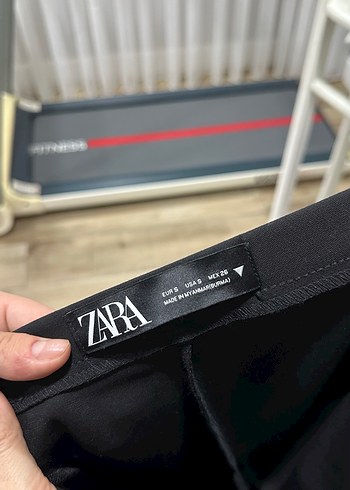 FITNESS
ZARA
EUR S USA S MEX 26
MADE IN MYANMAR(BURMA)